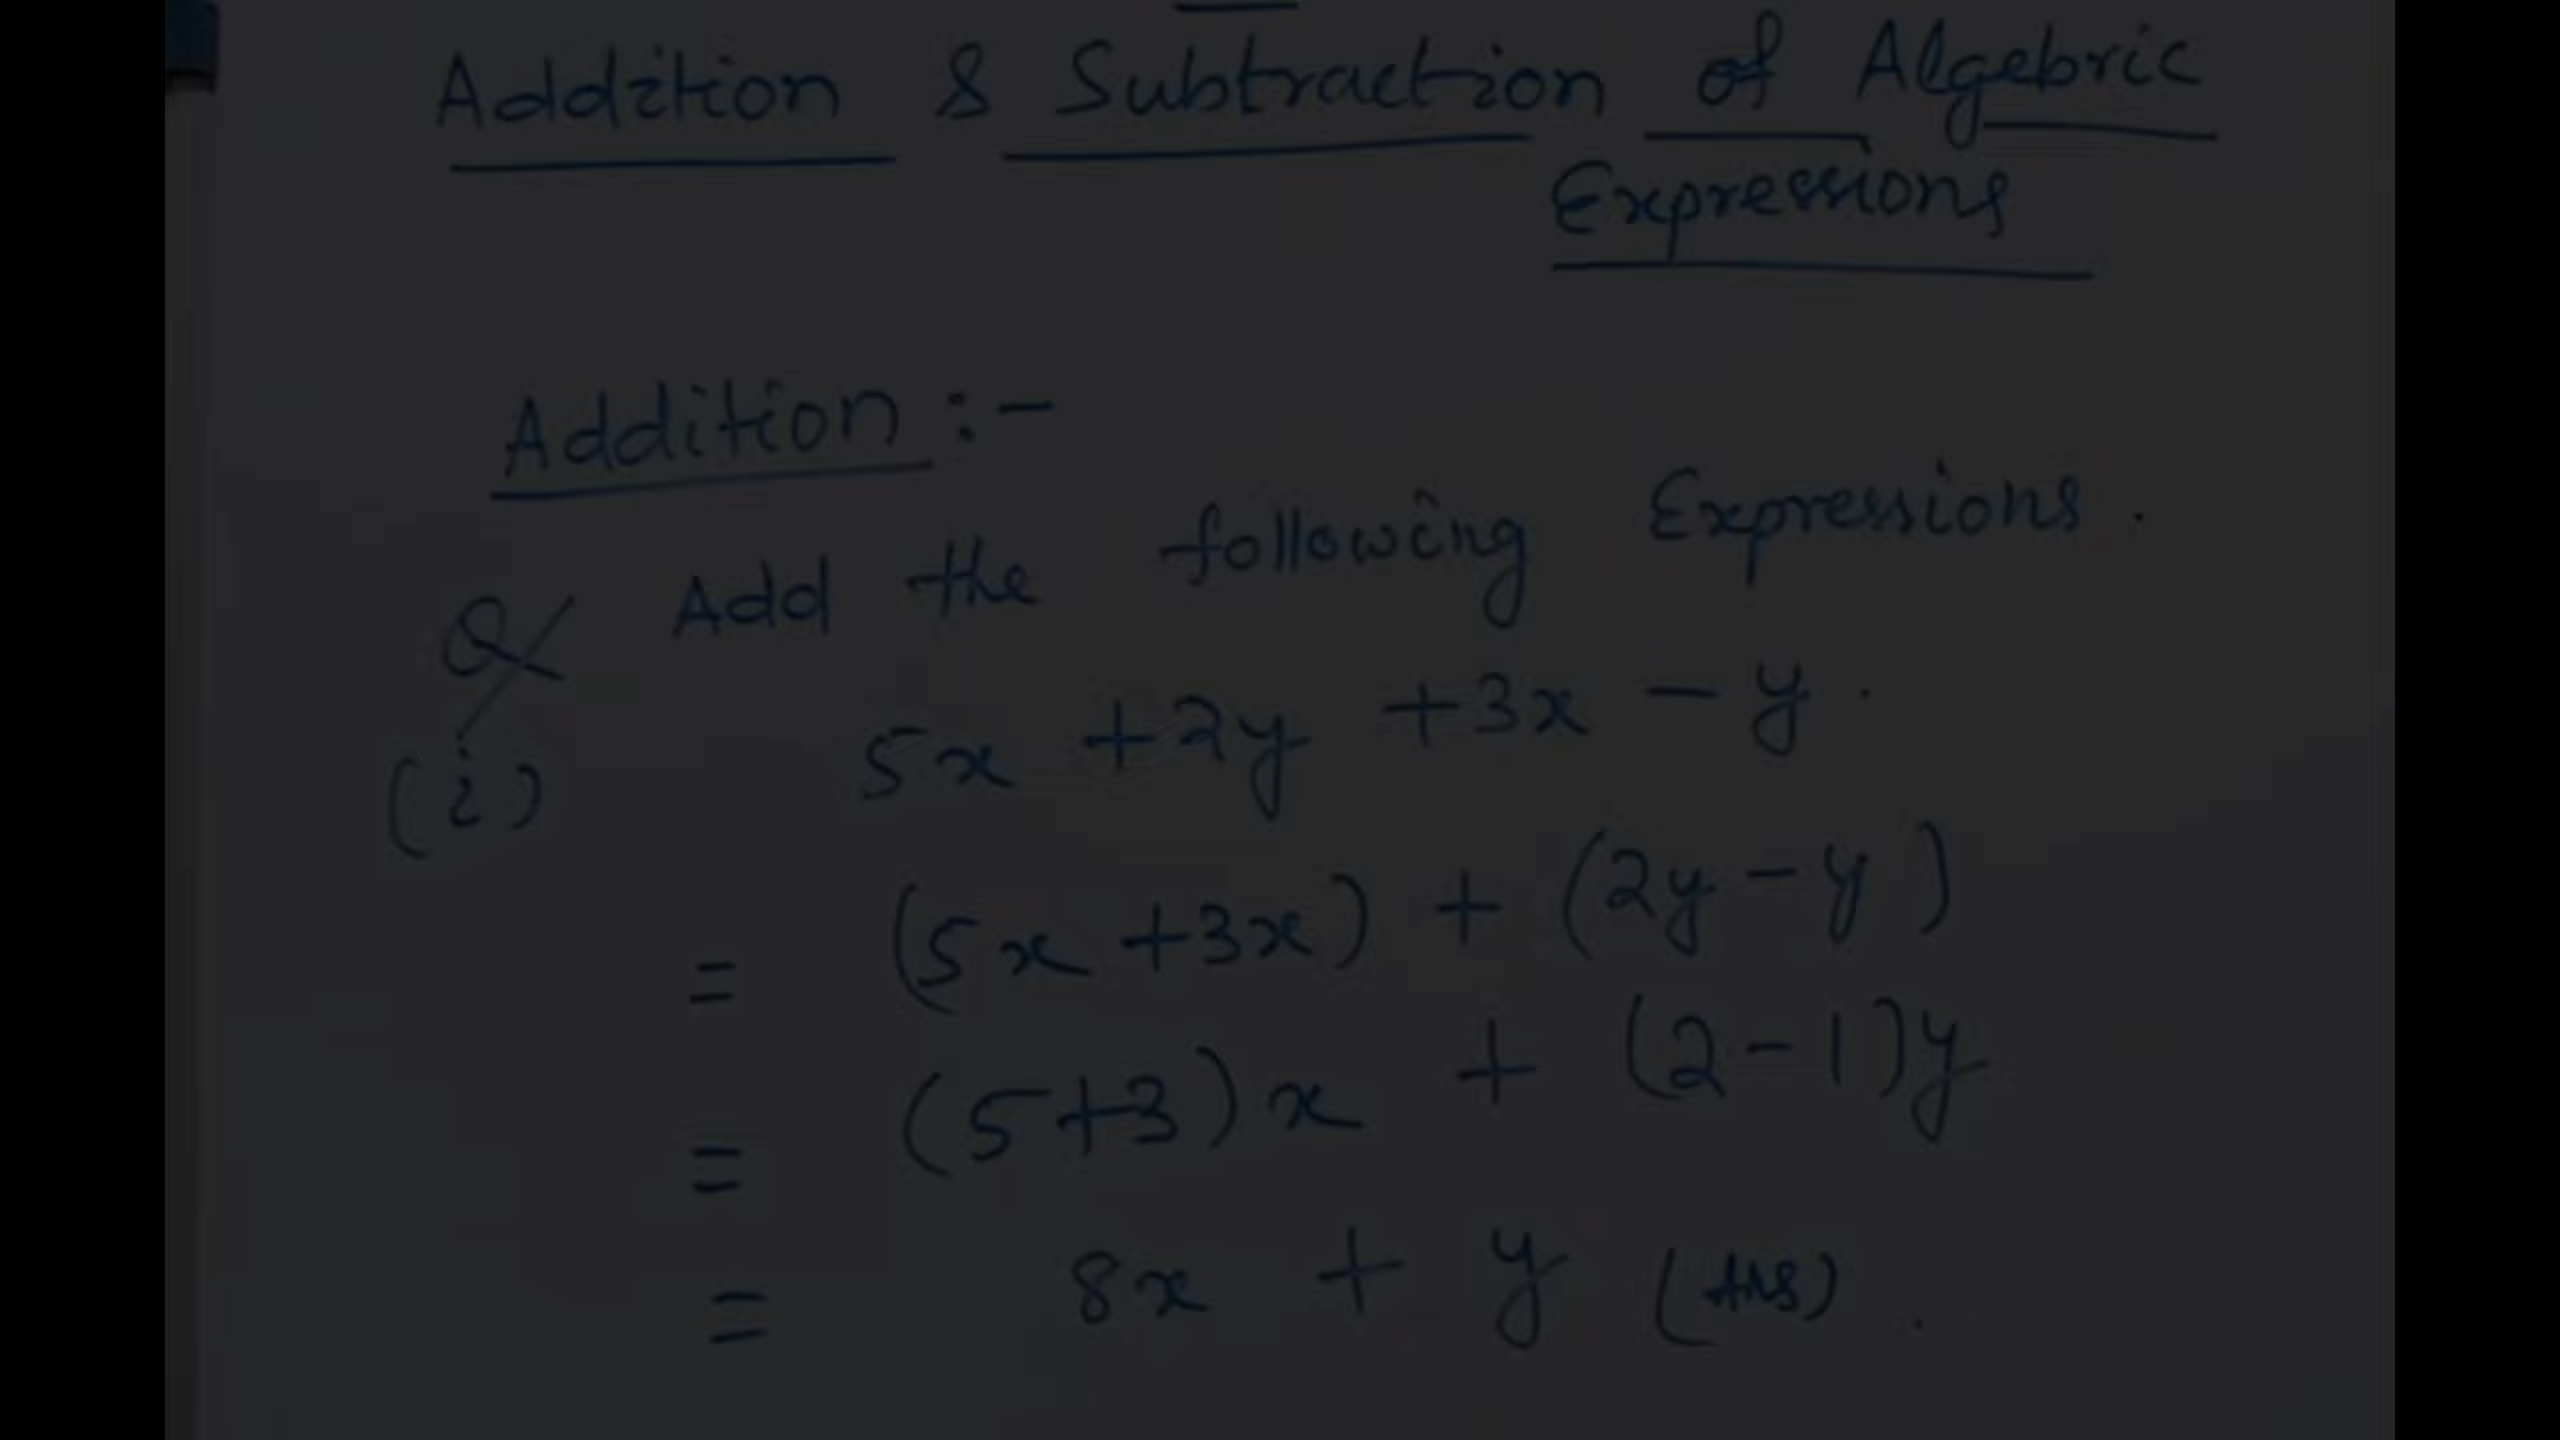 Addition & Subtraction of Algebric
Expressions
Addition :-
Q Add the following Expressions.
(i) 5x + 2y + 3x - y.
= (5x + 3x) + (2y - y)
= (5+3)x + (2-1)y
= 8x + y (Ans).